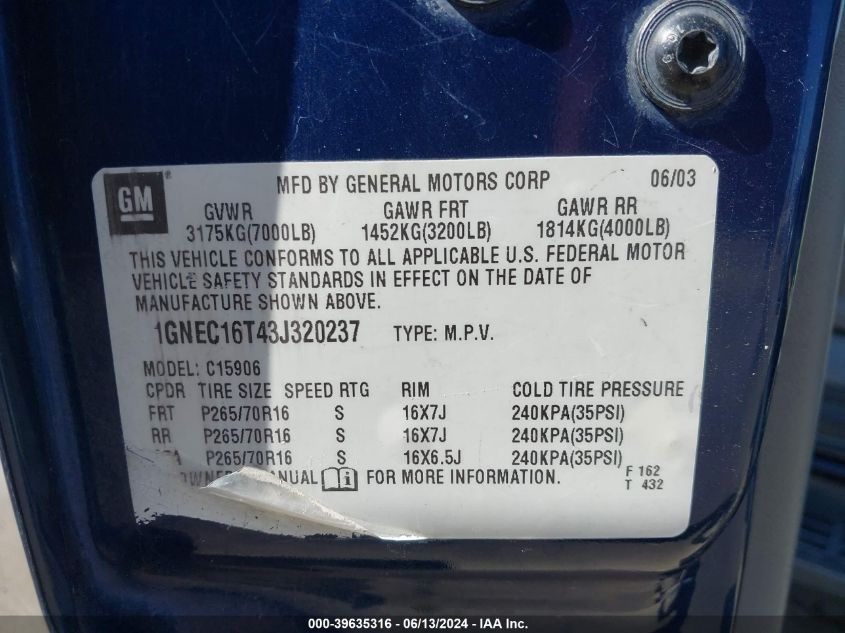 GM
MFD BY GENERAL MOTORS CORP 06/03
GVWR GAWR FRT GAWR RR
3175KG(7000LB) 1452KG(3200LB) 1814KG(4000LB)
THIS VEHICLE CONFORMS TO ALL APPLICABLE U.S. FEDERAL MOTOR
VEHICLE SAFETY STANDARDS IN EFFECT ON THE DATE OF
MANUFACTURE SHOWN ABOVE.
1GNEC16T43J320237 TYPE: M.P.V.
MODEL: C15906
CPDR TIRE SIZE SPEED RTG RIM COLD TIRE PRESSURE
FRT P265/70R16 S 16X7J 240KPA(35PSI)
RR P265/70R16 S 16X7J 240KPA(35PSI)
P265/70R16 S 16X6.5J 240KPA(35PSI)
FOR MORE INFORMATION.
F 162
T 432
000-39635316 - 06/13/2024 - IAA Inc.